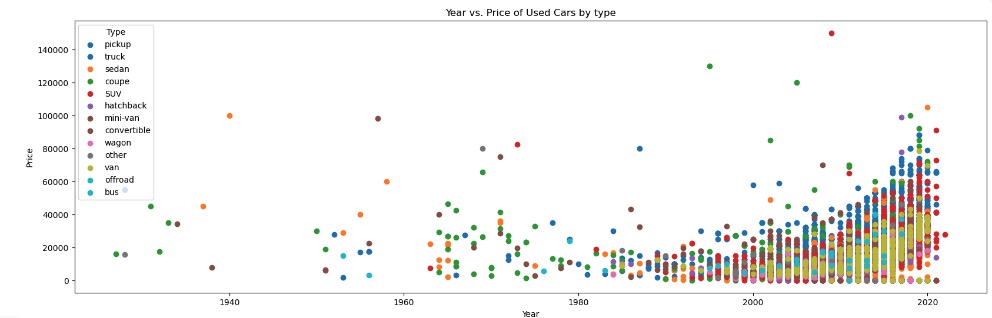 Year vs. Price of Used Cars by type
Type
pickup
truck
sedan
coupe
SUV
hatchback
mini-van
convertible
wagon
other
van
offroad
bus
Price
140000
120000
100000
80000
60000
40000
20000
0
1940 1960 1980 2000 2020
Year